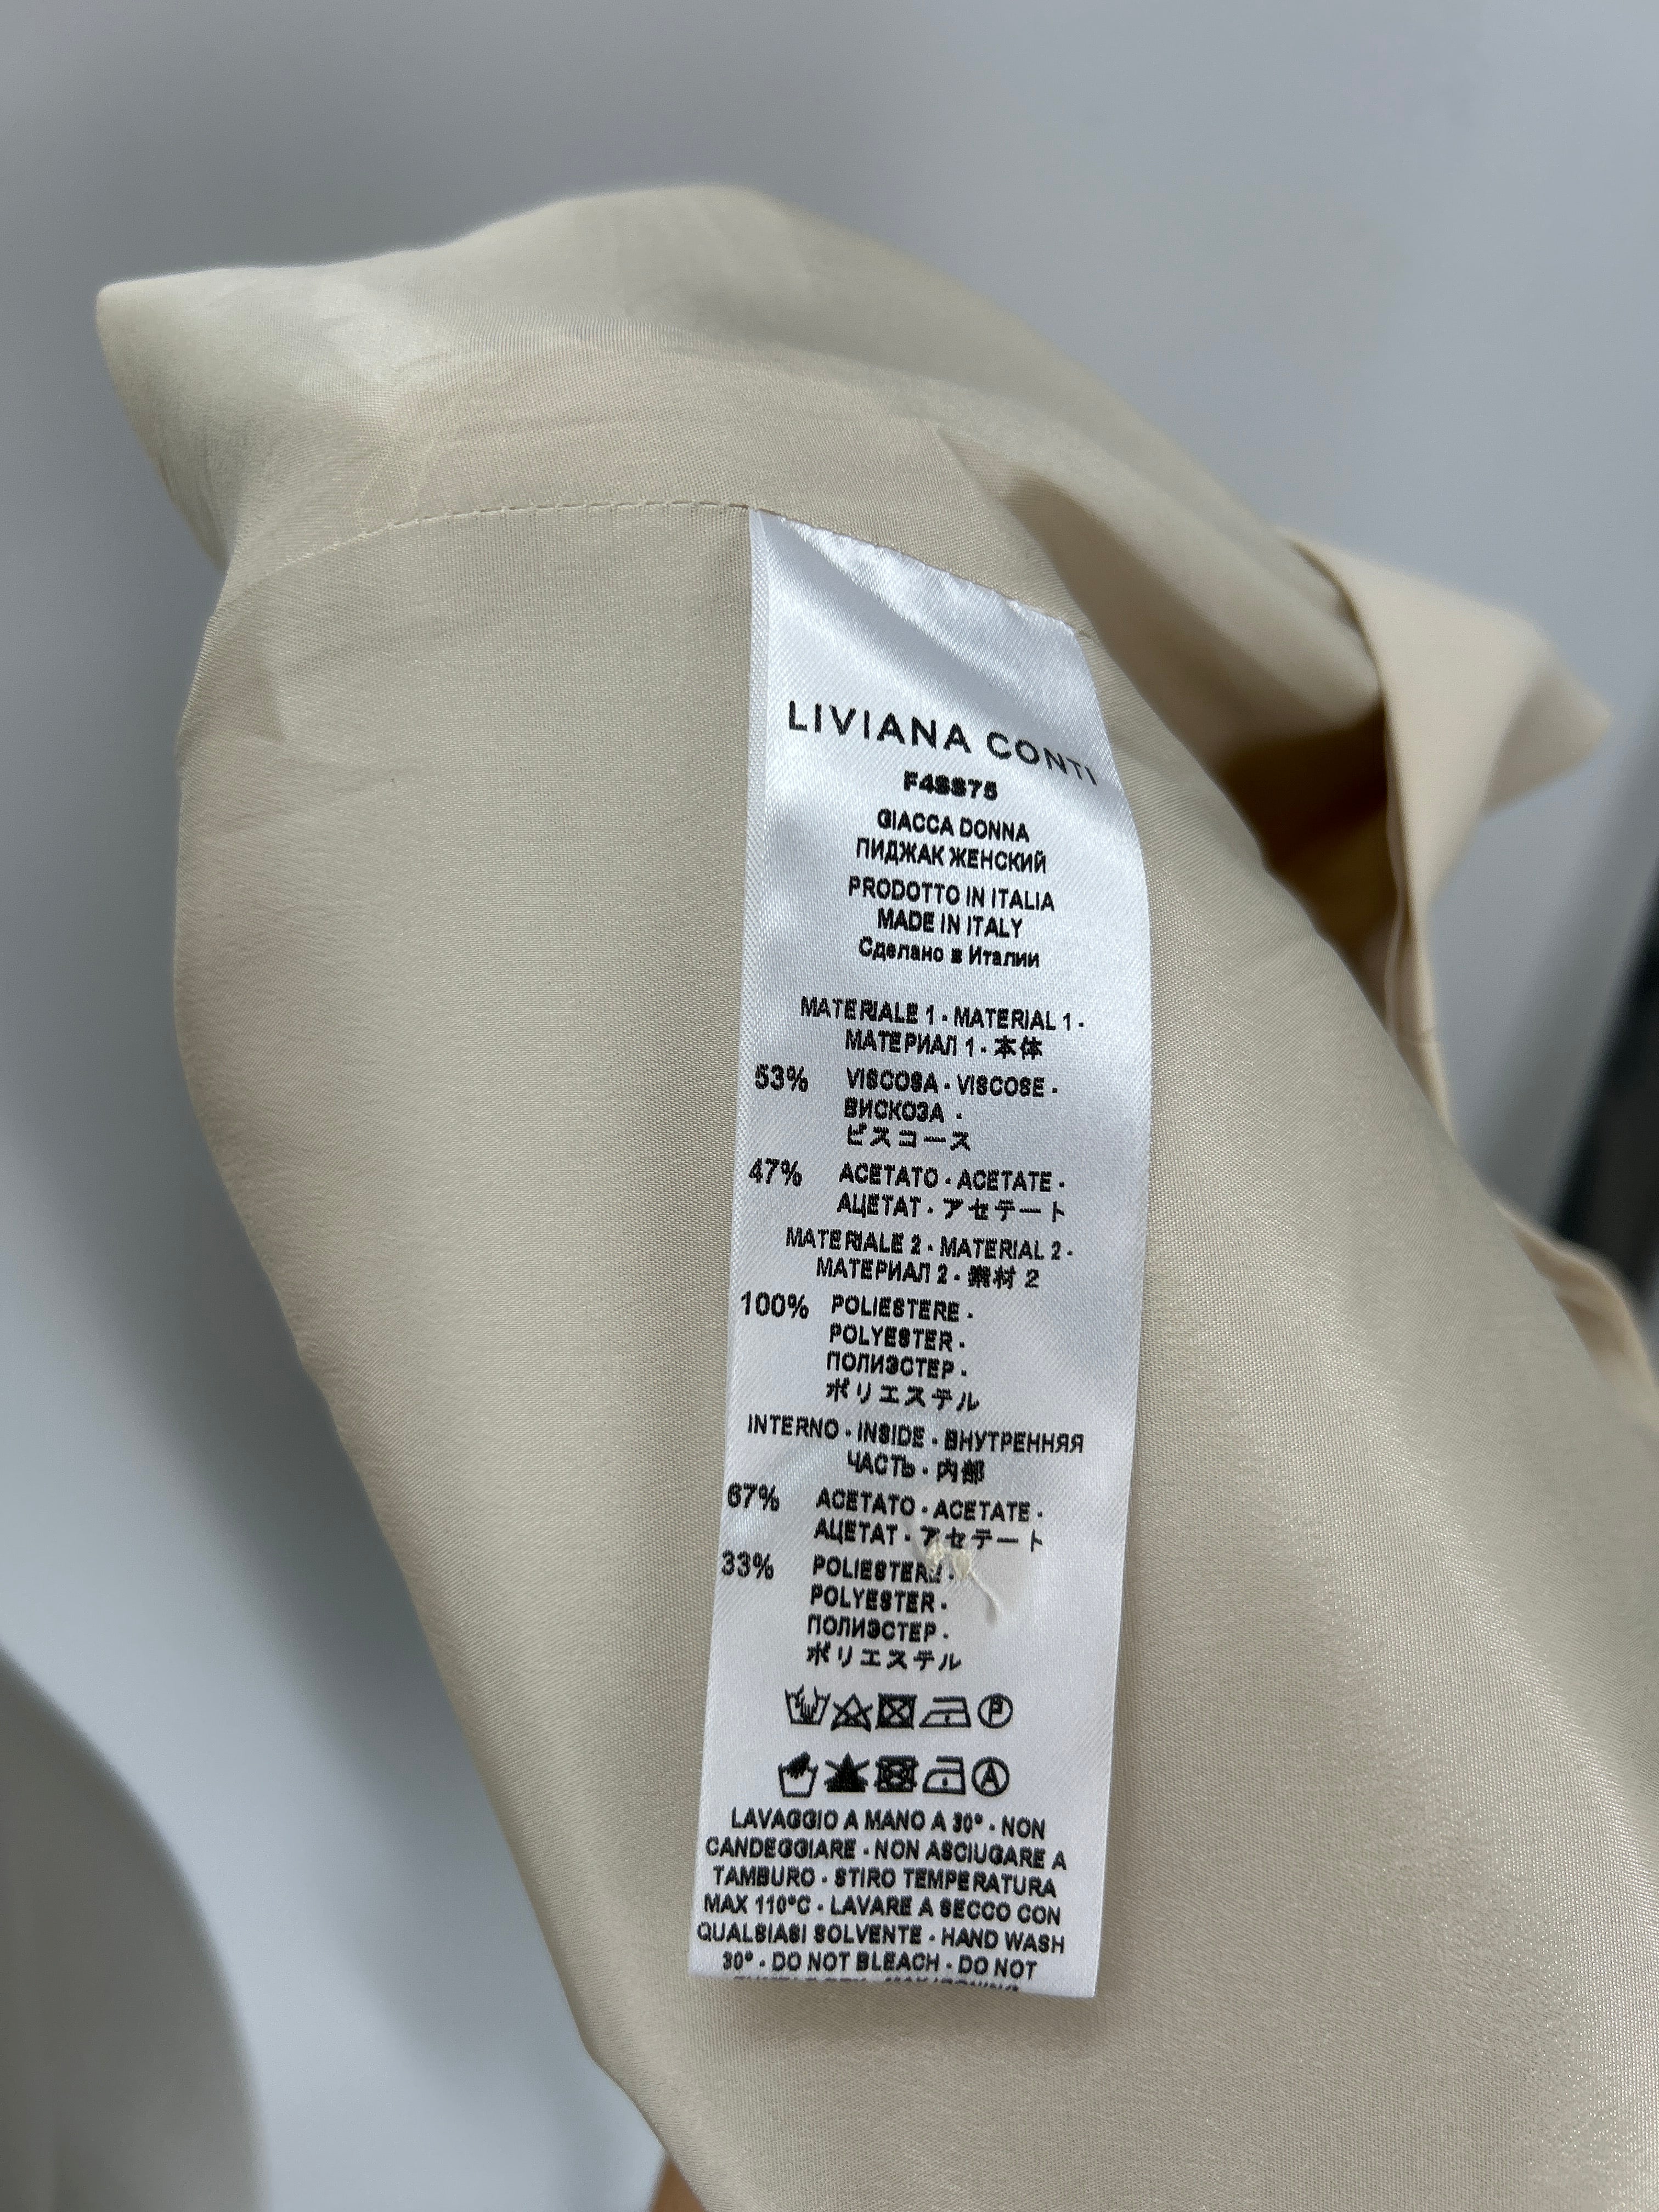 LIVIANA CONTI
F4SS75
GIACCA DONNA
ПИДЖАК ЖЕНСКИЙ
PRODOTTO IN ITALIA
MADE IN ITALY
Сделано в Италии
MATERIALE 1 - MATERIAL 1 -
МАТЕРИАЛ 1 - 本体
53% VISCOSA - VISCOSE -
ВИСКОЗА -
ビスコース
47% ACETATO - ACETATE -
АЦЕТАТ - アセテート
MATERIALE 2 - MATERIAL 2 -
МАТЕРИАЛ 2 - 素材 2
100% POLIESTERE -
POLYESTER -
ПОЛИЭСТЕР -
ポリエステル
INTERNO - INSIDE - ВНУТРЕННЯЯ
ЧАСТЬ - 内部
67% ACETATO - ACETATE -
АЦЕТАТ - アセテート
33% POLIESTERE -
POLYESTER -
ПОЛИЭСТЕР -
ポリエステル
P
A
LAVAGGIO A MANO A 30° - NON
CANDEGGIARE - NON ASCIUGARE A
TAMBURO - STIRO TEMPERATURA
MAX 110°C - LAVARE A SECCO CON
QUALSIASI SOLVENTE - HAND WASH
30° - DO NOT BLEACH - DO NOT